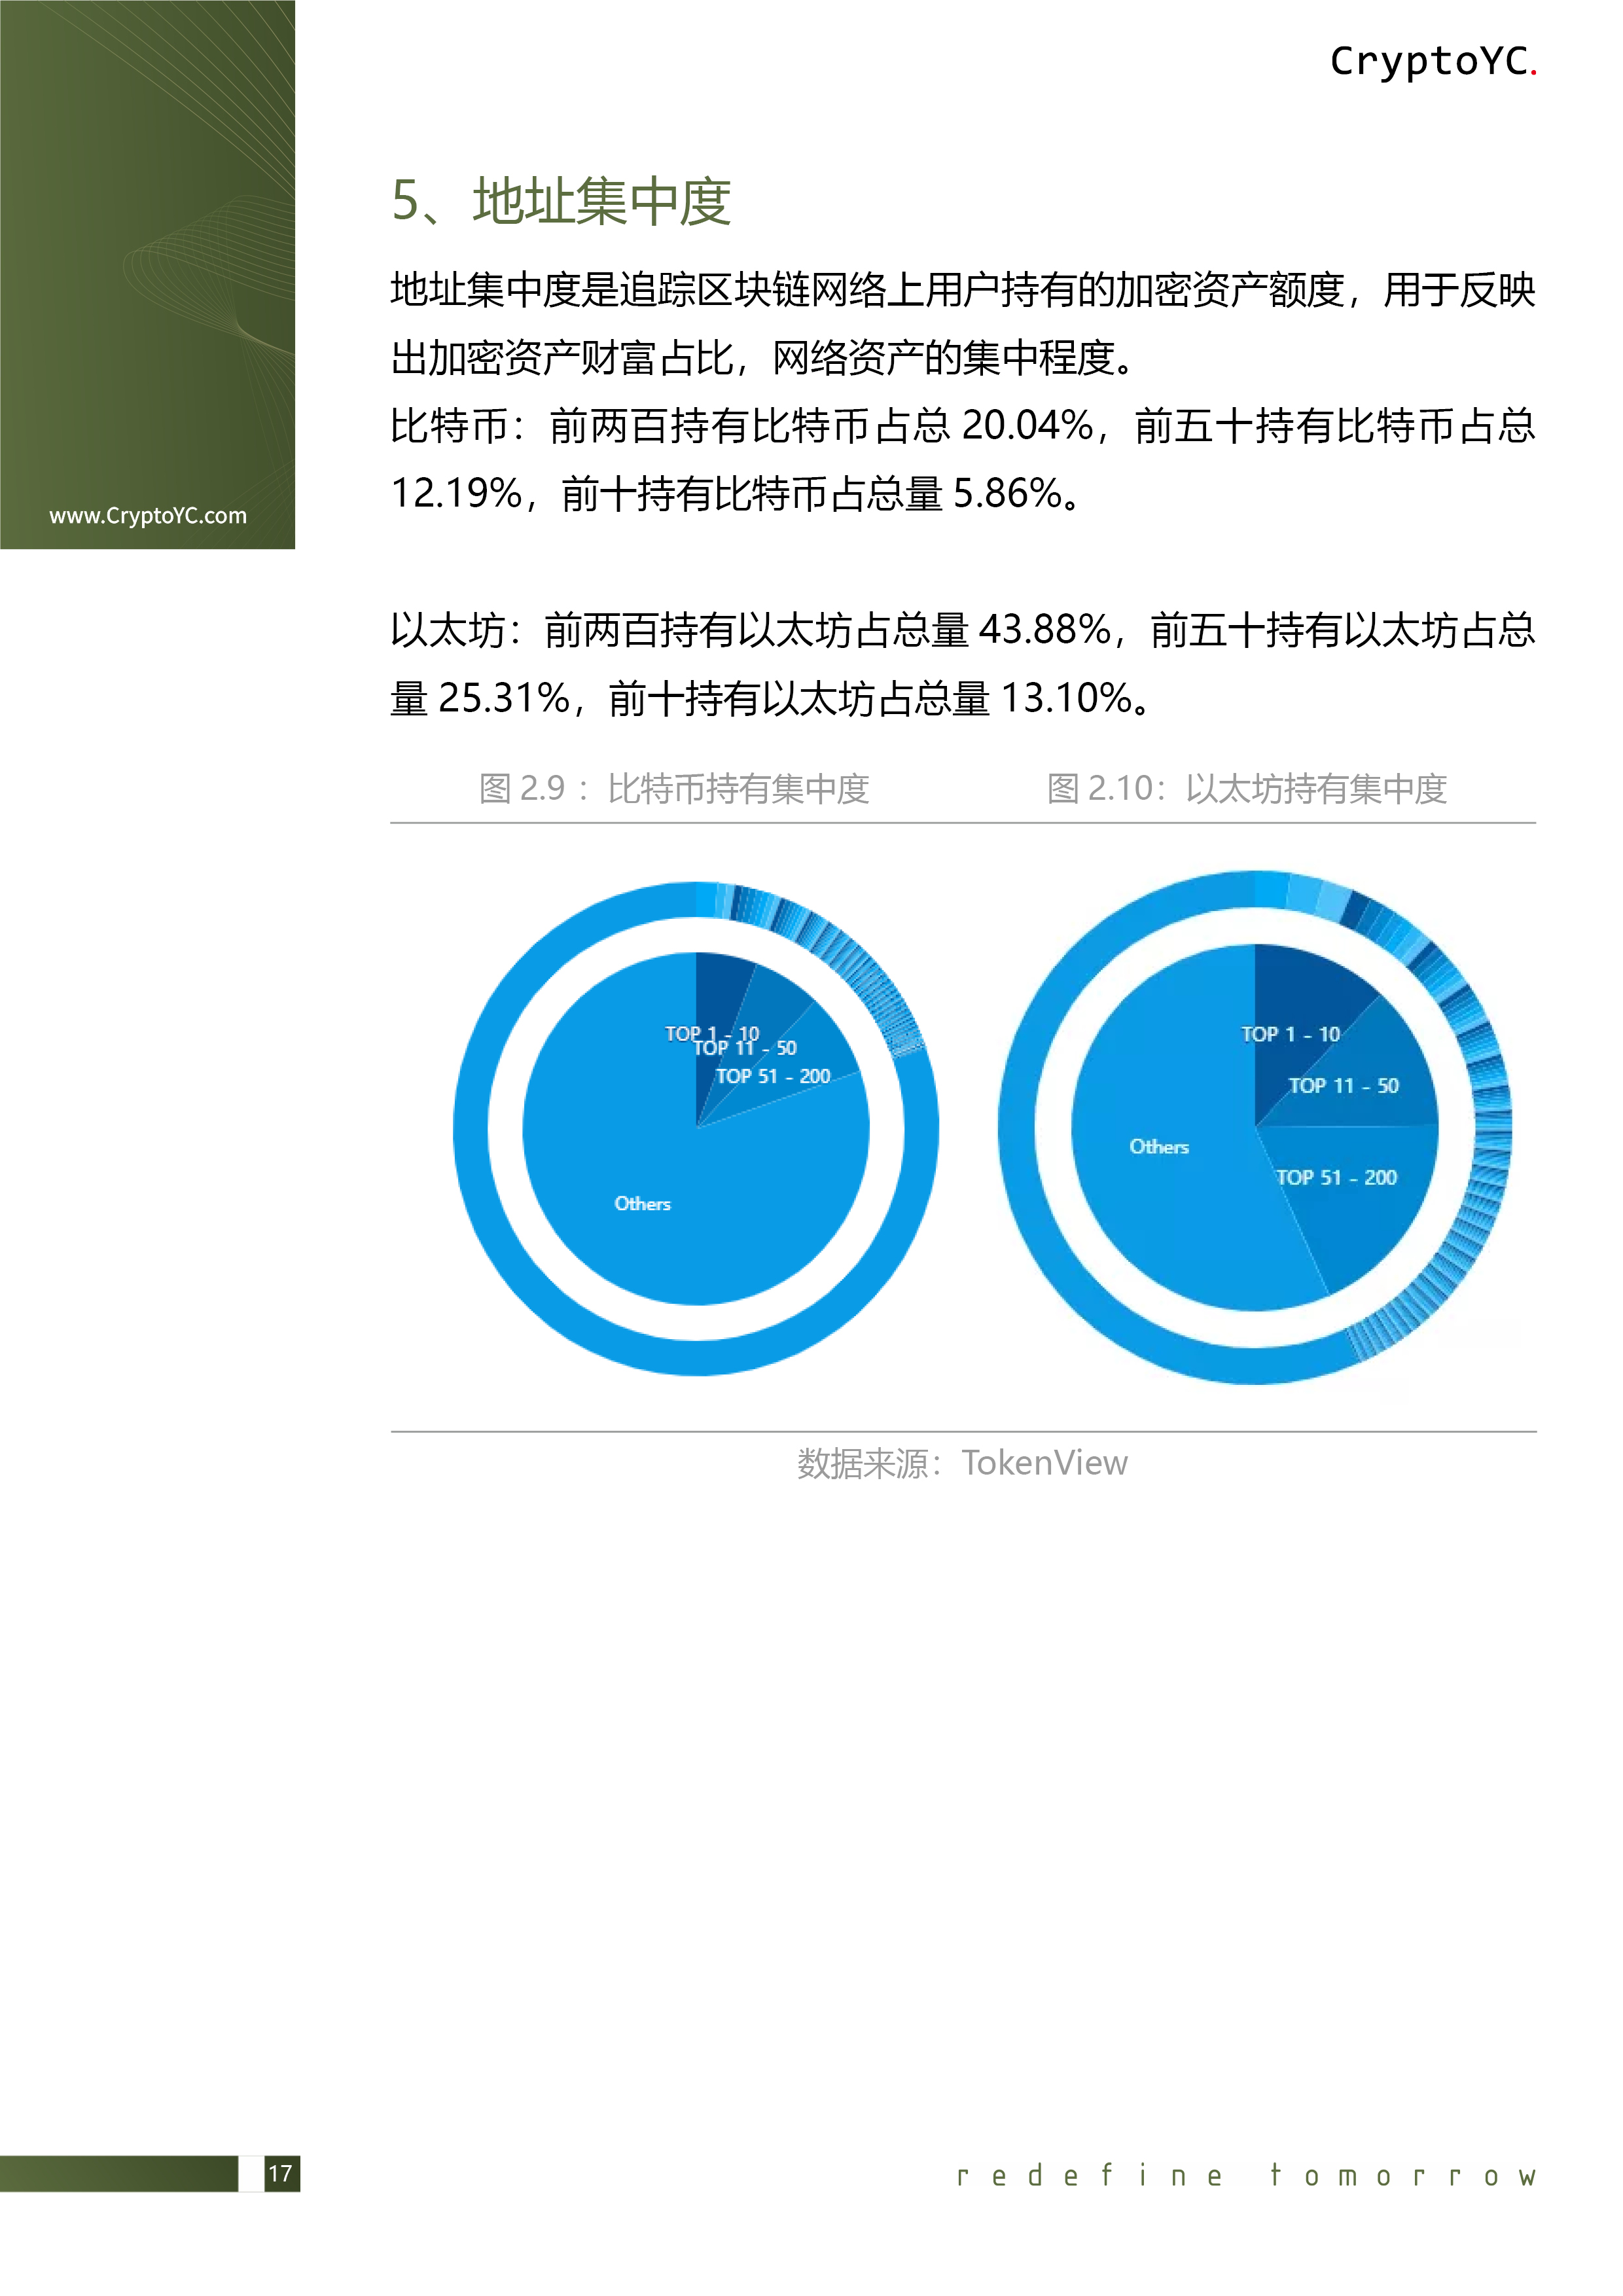 CryptoYC.
www.CryptoYC.com
5、地址集中度
地址集中度是追踪区块链网络上用户持有的加密资产额度，用于反映
出加密资产财富占比，网络资产的集中程度。
比特币：前两百持有比特币占总 20.04%，前五十持有比特币占总
12.19%，前十持有比特币占总量 5.86%。
以太坊：前两百持有以太坊占总量 43.88%，前五十持有以太坊占总
量 25.31%，前十持有以太坊占总量 13.10%。
图 2.9 ：比特币持有集中度
图 2.10：以太坊持有集中度
TOP 1 - 10
TOP 11 - 50
TOP 51 - 200
Others
TOP 1 - 10
TOP 11 - 50
TOP 51 - 200
Others
数据来源：TokenView
17
redefine tomorrow